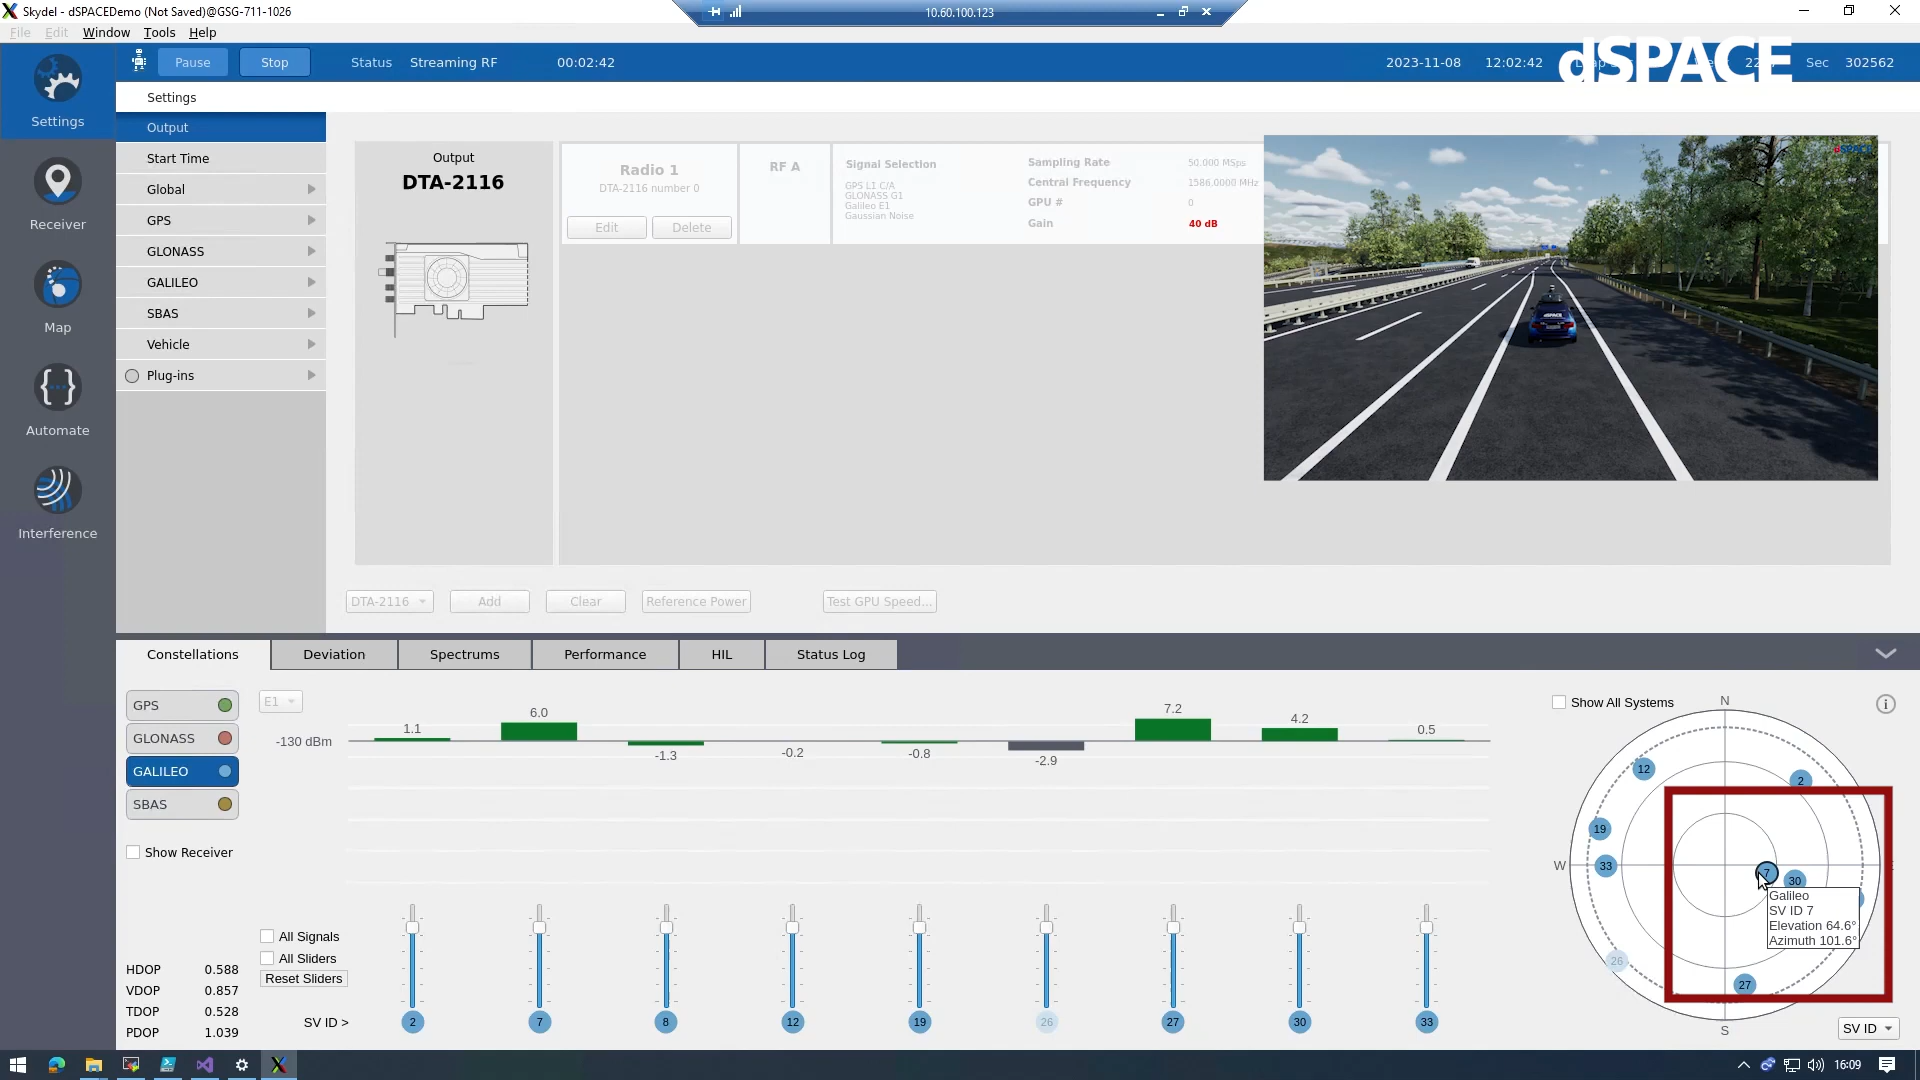 Skydel - dSPACEDemo (Not Saved)@GSG-711-1026
10.60.100.123
File Edit Window Tools Help
Pause
Stop
Status
Streaming RF
00:02:42
2023-11-08
12:02:42
dSPACE
Sec
302562
Settings
Receiver
Map
Automate
Interference
Settings
Output
Start Time
Global
GPS
GLONASS
GALILEO
SBAS
Vehicle
Plug-ins
Output
DTA-2116
Radio 1
DTA-2116 number 0
Edit
Delete
RF A
Signal Selection
GPS L1 C/A
GLONASS G1
Galileo E1
Gaussian Noise
Sampling Rate 50.000 MSps
Central Frequency 1586.0000 MHz
GPU # 0
Gain 40 dB
dSPACE
dSPACE
DTA-2116
Add
Clear
Reference Power
Test GPU Speed...
Constellations
Deviation
Spectrums
Performance
HIL
Status Log
GPS
GLONASS
GALILEO
SBAS
Show Receiver
E1
-130 dBm
1.1
6.0
-1.3
-0.2
-0.8
-2.9
7.2
4.2
0.5
All Signals
All Sliders
Reset Sliders
HDOP 0.588
VDOP 0.857
TDOP 0.528
PDOP 1.039
SV ID >
2
7
8
12
19
26
27
30
33
Show All Systems
N
12
2
19
W
33
7
30
Galileo
SV ID 7
Elevation 64.6°
Azimuth 101.6°
26
27
S
SV ID
16:09